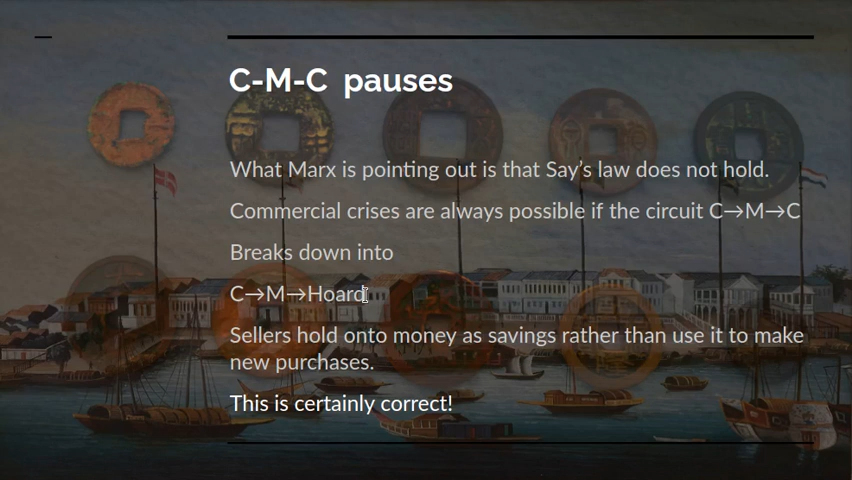 C-M-C pauses
What Marx is pointing out is that Say’s law does not hold.
Commercial crises are always possible if the circuit C→M→C
Breaks down into
C→M→Hoard
Sellers hold onto money as savings rather than use it to make
new purchases.
This is certainly correct!